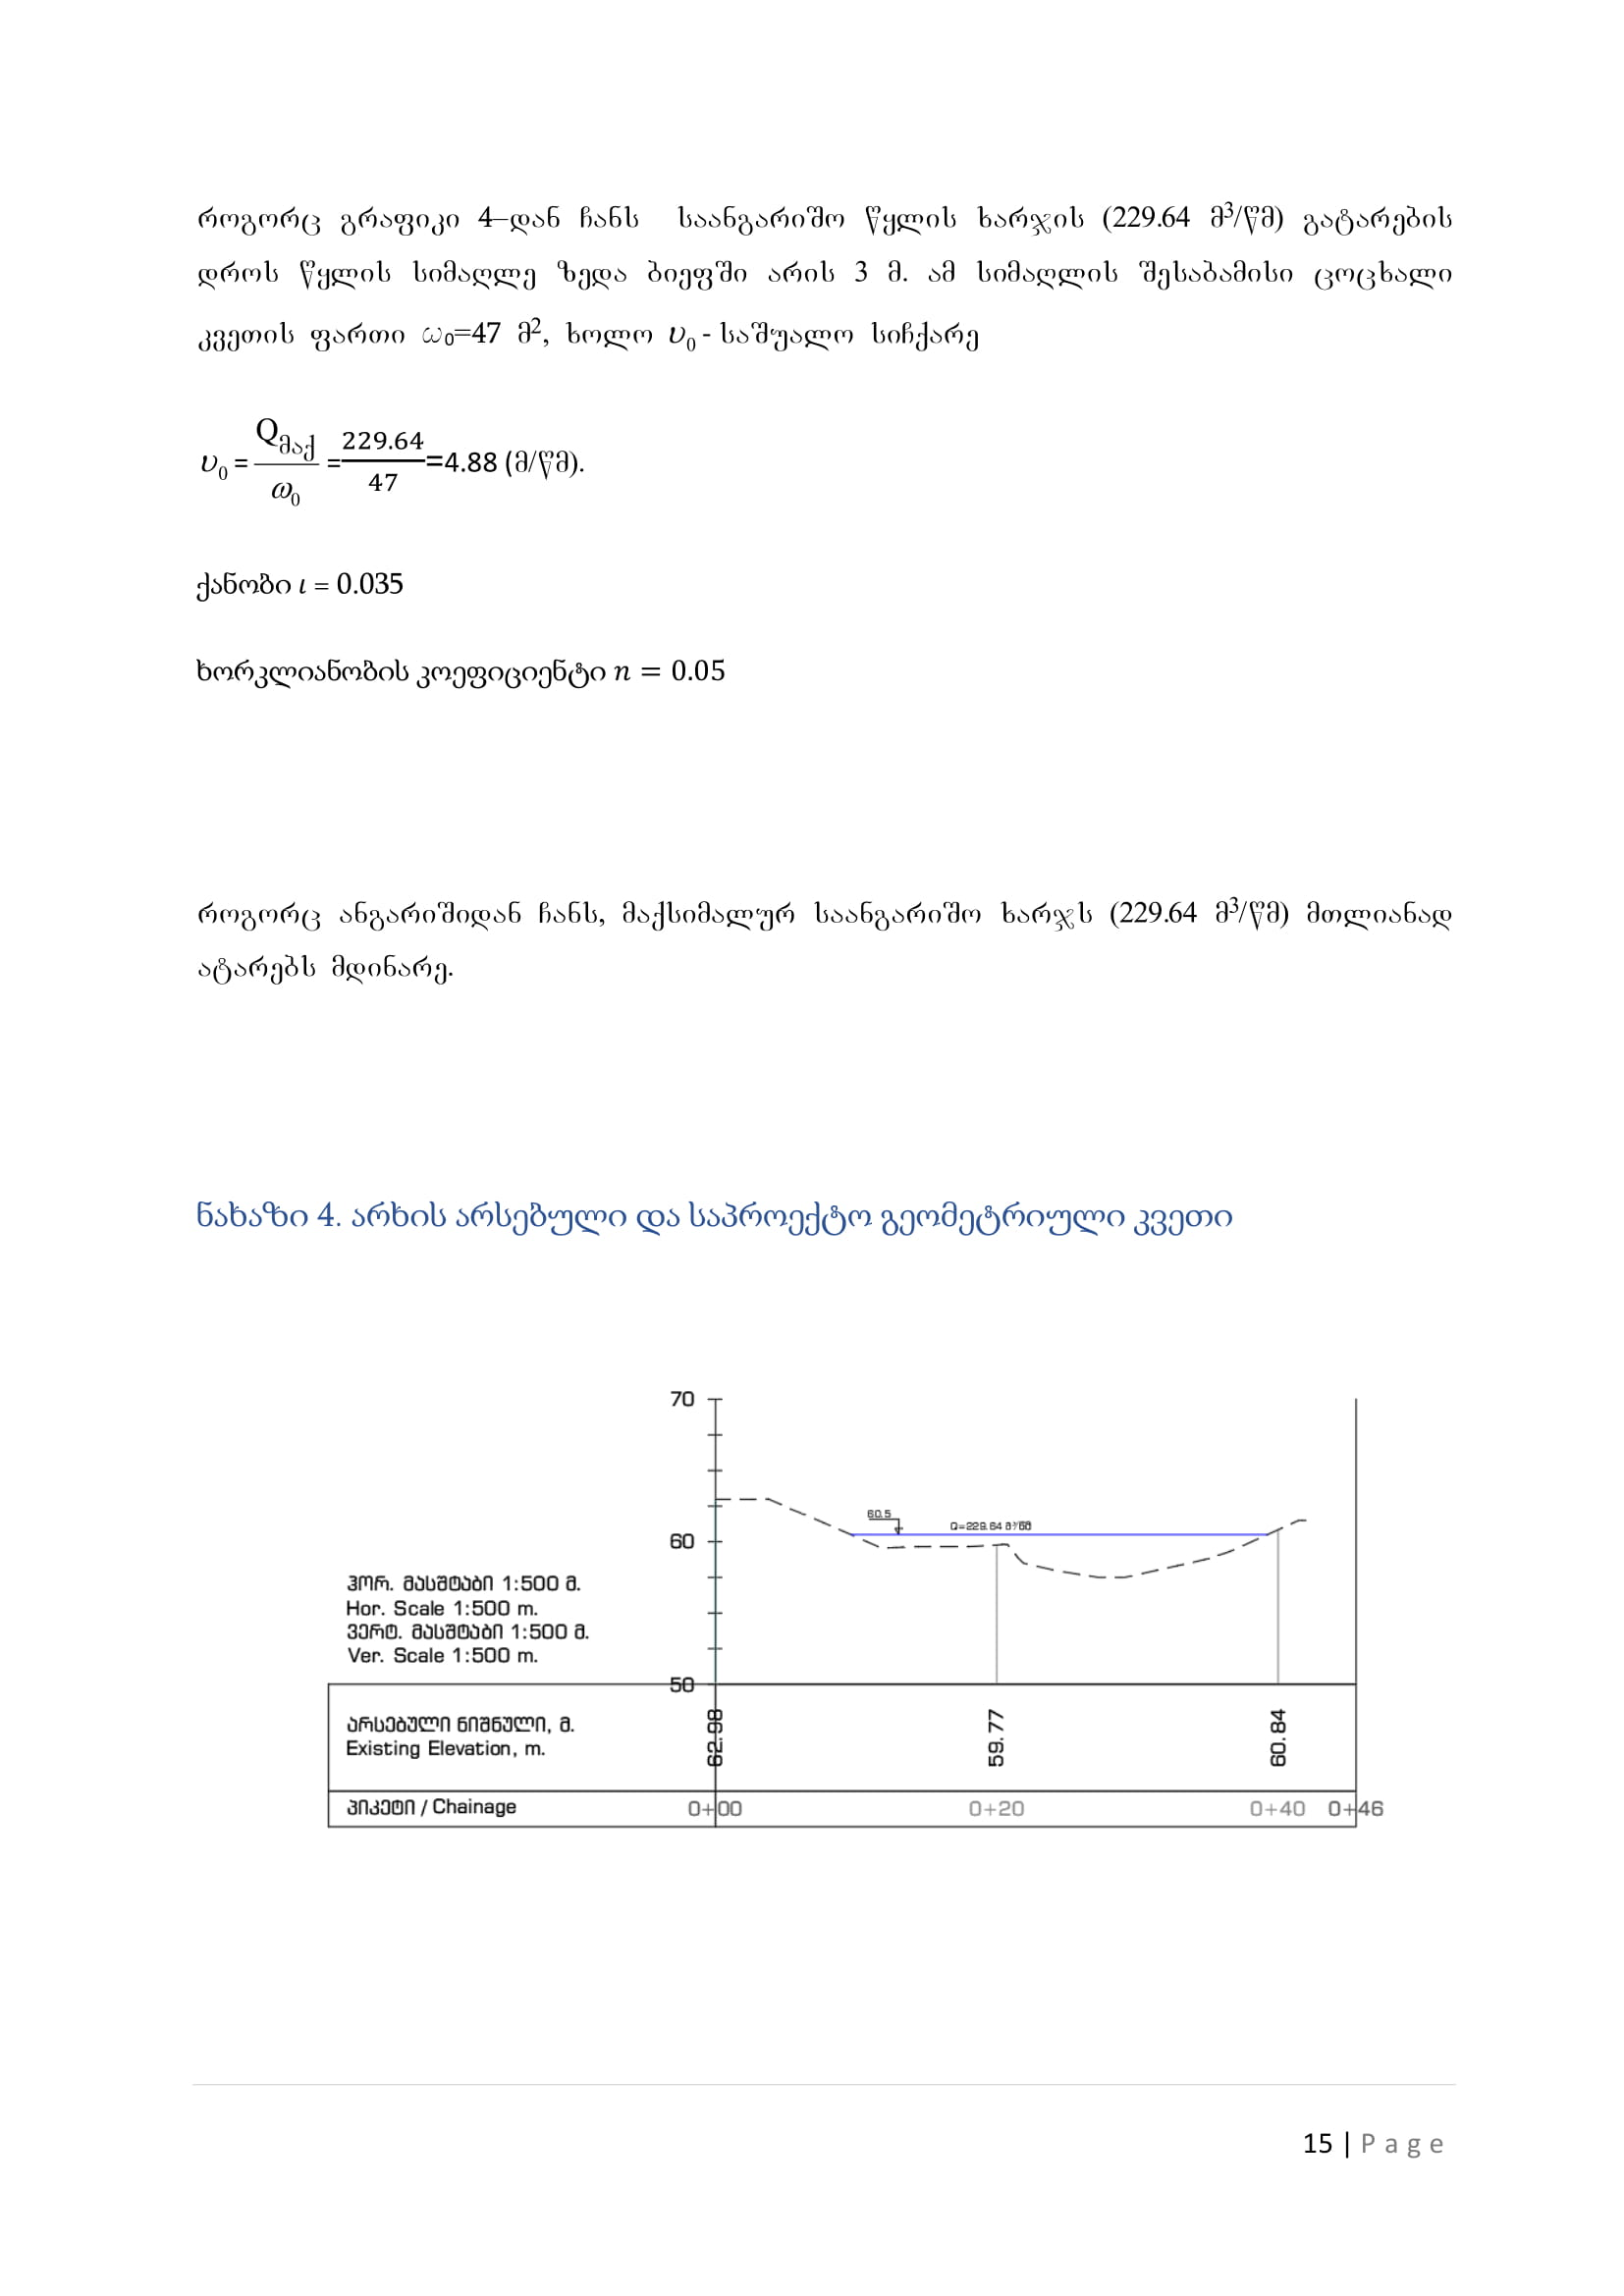 როგორც გრაფიკი 4–დან ჩანს საანგარიშო წყლის ხარჯის (229.64 მ³/წმ) გატარების
დროს წყლის სიმაღლე ზედა ბიეფში არის 3 მ. ამ სიმაღლის შესაბამისი ცოცხალი
კვეთის ფართი ω₀=47 მ², ხოლო υ₀ - საშუალო სიჩქარე
υ₀ = Qმაქ / ω₀ = 229.64 / 47 = 4.88 (მ/წმ).
ქანობი ι = 0.035
ხორკლიანობის კოეფიციენტი n = 0.05
როგორც ანგარიშიდან ჩანს, მაქსიმალურ საანგარიშო ხარჯს (229.64 მ³/წმ) მთლიანად
ატარებს მდინარე.
ნახაზი 4. არხის არსებული და საპროექტო გეომეტრიული კვეთი
70
60.5
Q=229.64 მ³/წმ
60
ჰორ. მასშტაბი 1:500 მ.
Hor. Scale 1:500 m.
ვერტ. მასშტაბი 1:500 მ.
Ver. Scale 1:500 m.
50
არსებული ნიშნული, მ.
Existing Elevation, m.
62.98 59.77 60.84
პიკეტი / Chainage 0+00 0+20 0+40 0+46
15 | Page